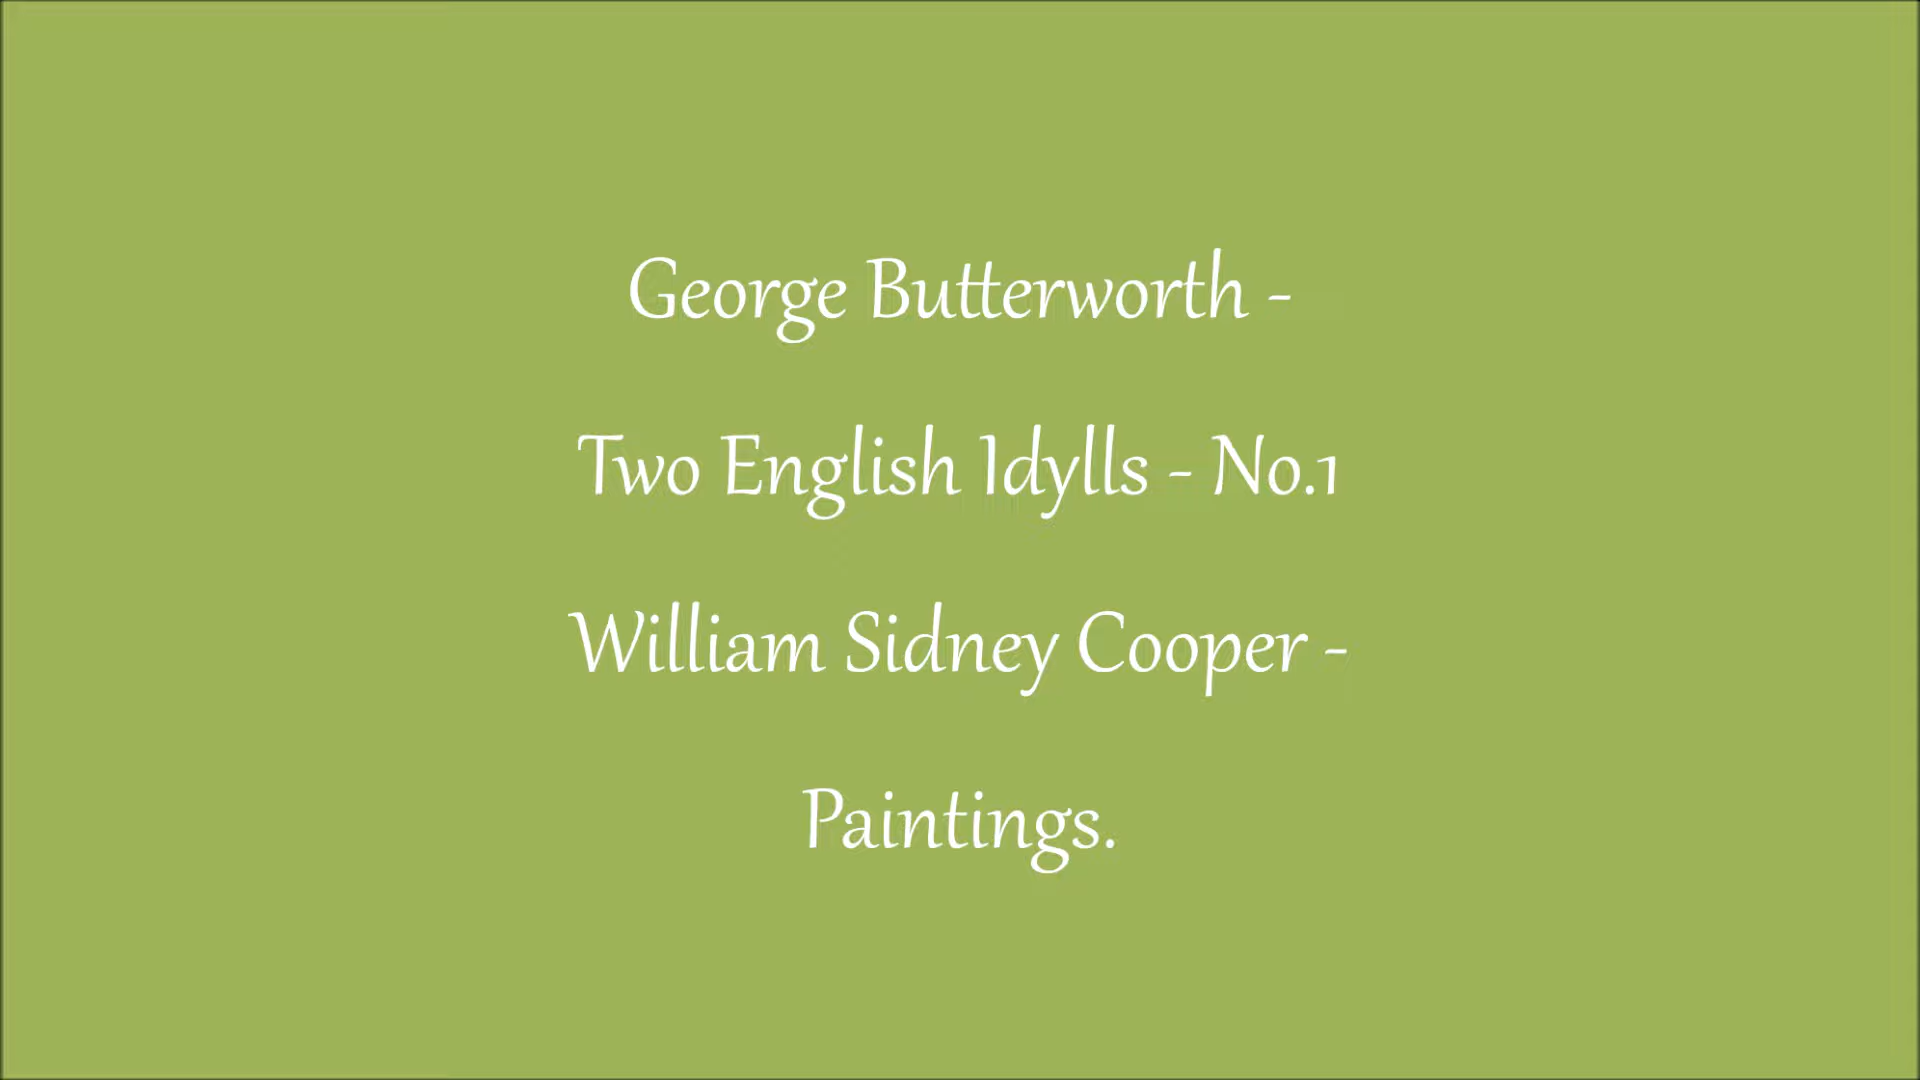 George Butterworth -
Two English Idylls - No.1
William Sidney Cooper -
Paintings.